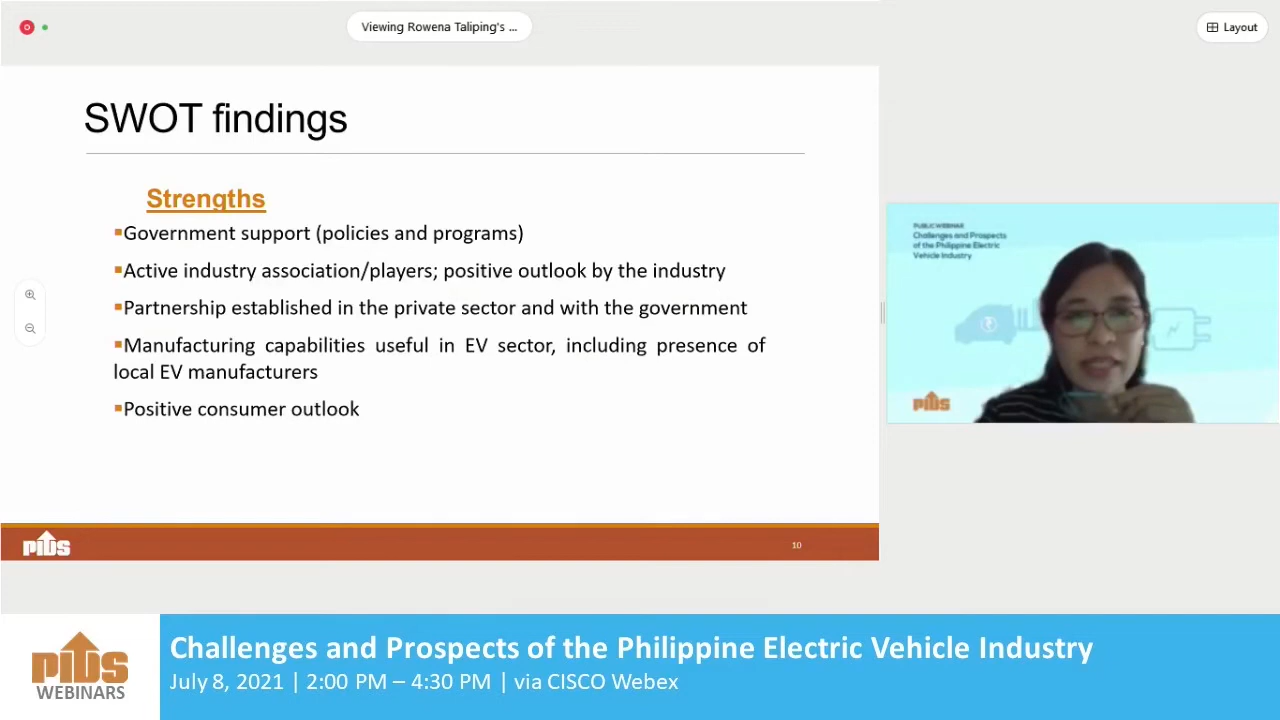 Viewing Rowena Taliping's ...
Layout
SWOT findings
Strengths
Government support (policies and programs)
Active industry association/players; positive outlook by the industry
Partnership established in the private sector and with the government
Manufacturing capabilities useful in EV sector, including presence of
local EV manufacturers
Positive consumer outlook
PIDS
10
PUBLIC WEBINAR
Challenges and Prospects
of the Philippine Electric
Vehicle Industry
PIDS
PIDS
WEBINARS
Challenges and Prospects of the Philippine Electric Vehicle Industry
July 8, 2021 | 2:00 PM – 4:30 PM | via CISCO Webex